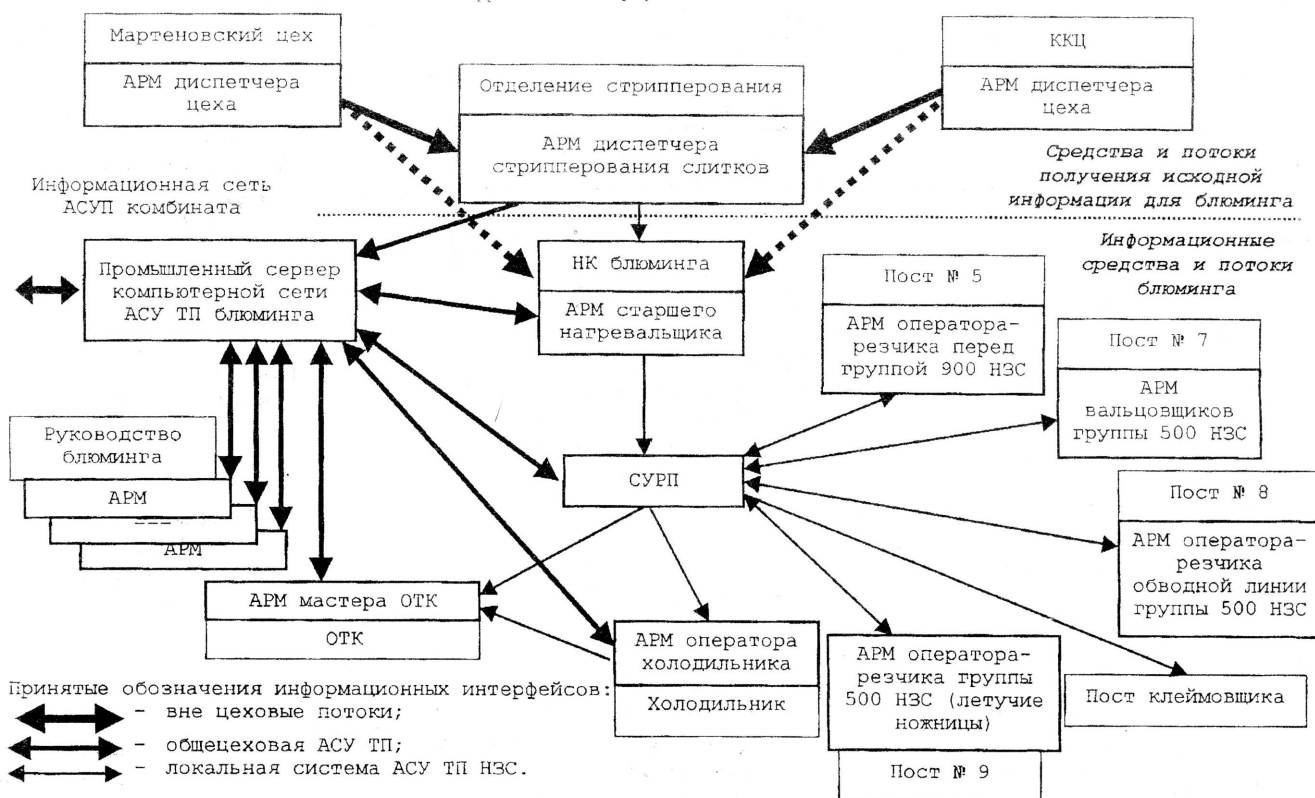 Мартеновский цех
АРМ диспетчера
цеха
Отделение стрипперования
АРМ диспетчера
стрипперования слитков
ККЦ
АРМ диспетчера
цеха
Средства и потоки
получения исходной
информации для блюминга
Информационная сеть
АСУП комбината
Информационные
средства и потоки
блюминга
Промышленный сервер
компьютерной сети
АСУ ТП блюминга
НК блюминга
АРМ старшего
нагревальщика
Пост № 5
АРМ оператора-
резчика перед
группой 900 НЗС
Пост № 7
АРМ
вальцовщиков
группы 500 НЗС
Руководство
блюминга
АРМ
---
АРМ
СУРП
Пост № 8
АРМ оператора-
резчика
обводной линии
группы 500 НЗС
АРМ мастера ОТК
ОТК
АРМ оператора
холодильника
Холодильник
АРМ оператора-
резчика группы
500 НЗС (летучие
ножницы)
Пост № 9
Пост клеймовщика
Принятые обозначения информационных интерфейсов:
- вне цеховые потоки;
- общецеховая АСУ ТП;
- локальная система АСУ ТП НЗС.